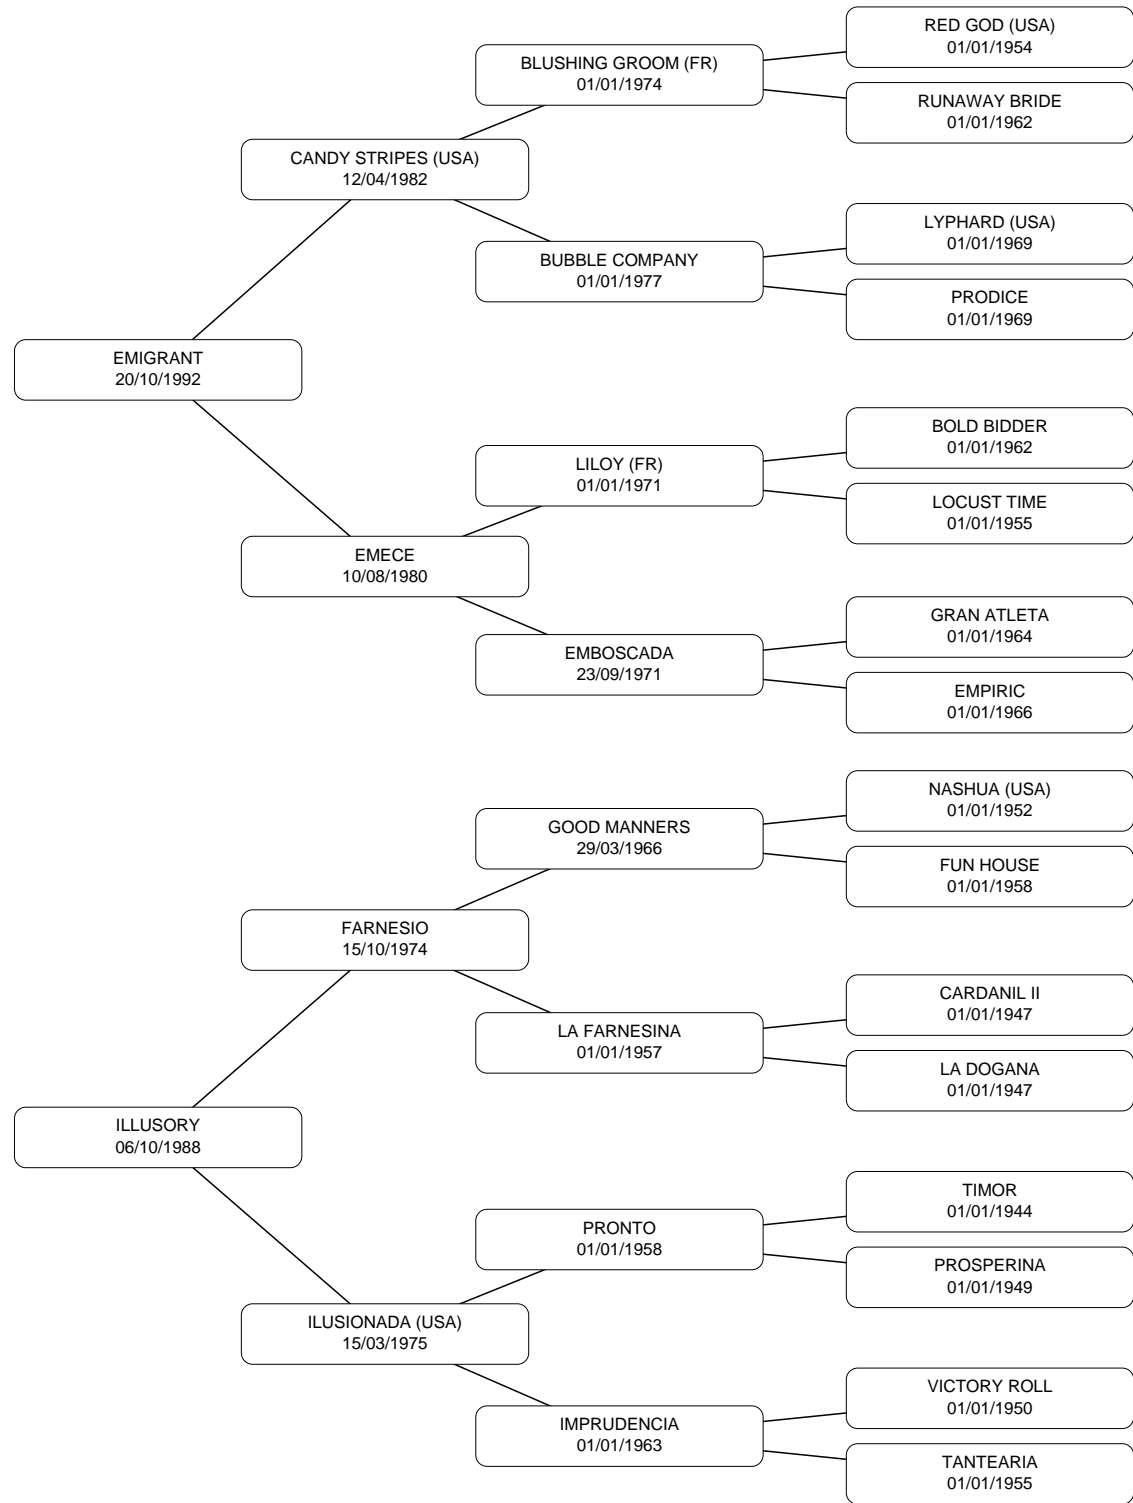 RED GOD (USA)
01/01/1954
BLUSHING GROOM (FR)
01/01/1974
RUNAWAY BRIDE
01/01/1962
CANDY STRIPES (USA)
12/04/1982
LYPHARD (USA)
01/01/1969
BUBBLE COMPANY
01/01/1977
PRODICE
01/01/1969
EMIGRANT
20/10/1992
BOLD BIDDER
01/01/1962
LILOY (FR)
01/01/1971
LOCUST TIME
01/01/1955
EMECE
10/08/1980
GRAN ATLETA
01/01/1964
EMBOSCADA
23/09/1971
EMPIRIC
01/01/1966
NASHUA (USA)
01/01/1952
GOOD MANNERS
29/03/1966
FUN HOUSE
01/01/1958
FARNESIO
15/10/1974
CARDANIL II
01/01/1947
LA FARNESINA
01/01/1957
LA DOGANA
01/01/1947
ILLUSORY
06/10/1988
TIMOR
01/01/1944
PRONTO
01/01/1958
PROSPERINA
01/01/1949
ILUSIONADA (USA)
15/03/1975
VICTORY ROLL
01/01/1950
IMPRUDENCIA
01/01/1963
TANTEARIA
01/01/1955